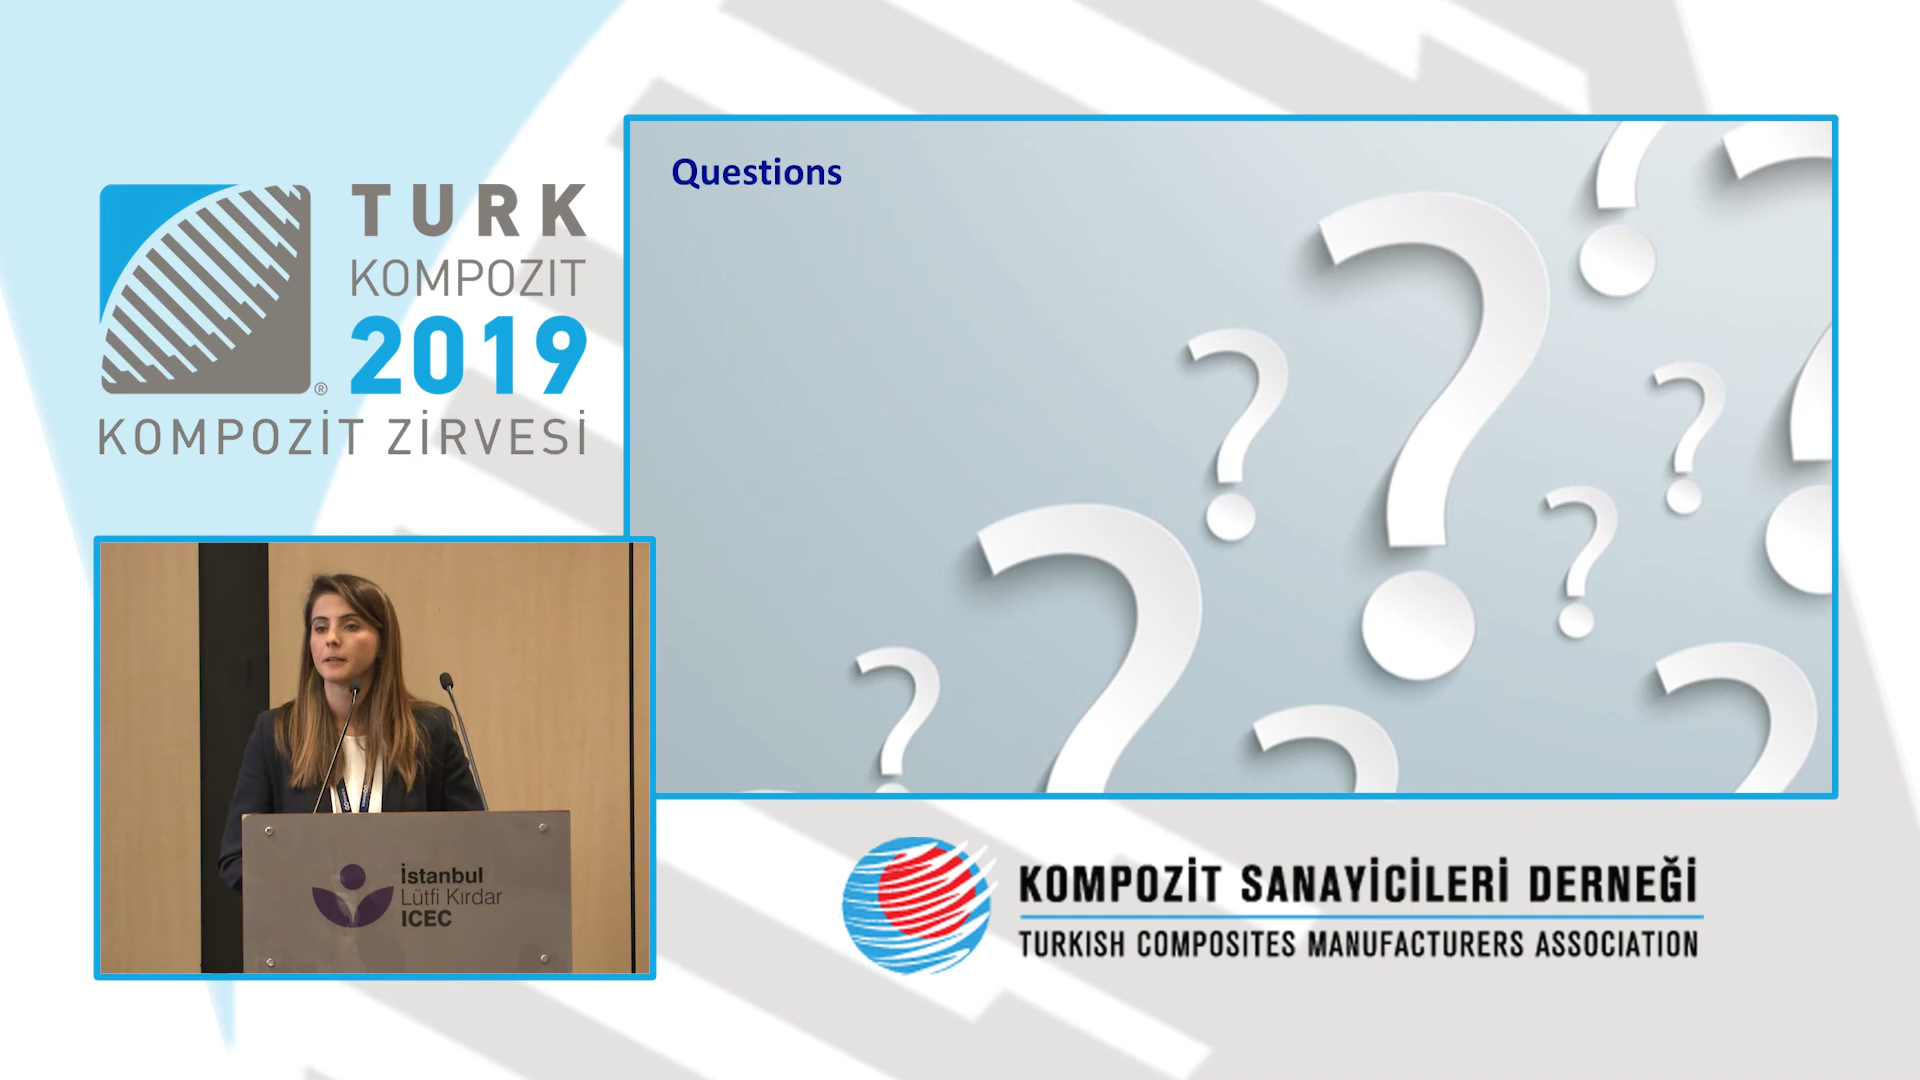 TURK
KOMPOZIT
2019
®
KOMPOZİT ZİRVESİ
Questions
İstanbul
Lütfi Kırdar
ICEC
KOMPOZİT SANAYİCİLERİ DERNEĞİ
TURKISH COMPOSITES MANUFACTURERS ASSOCIATION